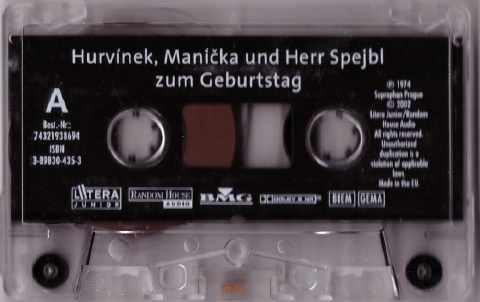 Hurvínek, Manička und Herr Spejbl
zum Geburtstag
A
Best.-Nr.:
74321938694
ISBN
3-89830-435-3
℗ 1974
Supraphon Prague
© 2002
Litera Junior/Random
House Audio
All rights reserved.
Unauthorized
duplication is a
violation of applicable
laws.
Made in the EU.
LITERA
JUNIOR
RANDOM HOUSE
AUDIO
BMG
DOLBY B NR
BIEM GEMA